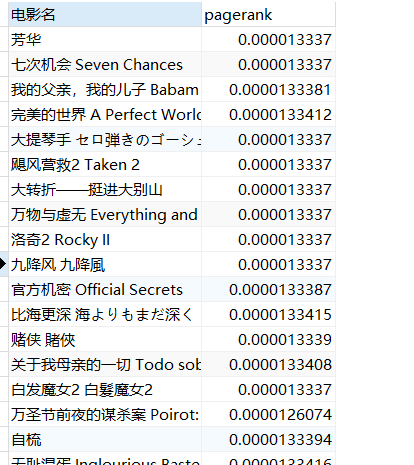 电影名 pagerank
芳华 0.000013337
七次机会 Seven Chances 0.000013337
我的父亲，我的儿子 Babam 0.0000133381
完美的世界 A Perfect World 0.0000133412
大提琴手 セロ弾きのゴーシュ 0.000013337
飓风营救2 Taken 2 0.000013337
大转折——挺进大别山 0.000013337
万物与虚无 Everything and 0.000013337
洛奇2 Rocky II 0.000013337
九降风 九降風 0.000013337
官方机密 Official Secrets 0.0000133387
比海更深 海よりもまだ深く 0.0000133415
赌侠 賭俠 0.000013339
关于我母亲的一切 Todo sob 0.0000133408
白发魔女2 白髮魔女2 0.000013337
万圣节前夜的谋杀案 Poirot: 0.0000126074
自梳 0.0000133394
无耻混蛋 Inglourious Baste 0.0000133416